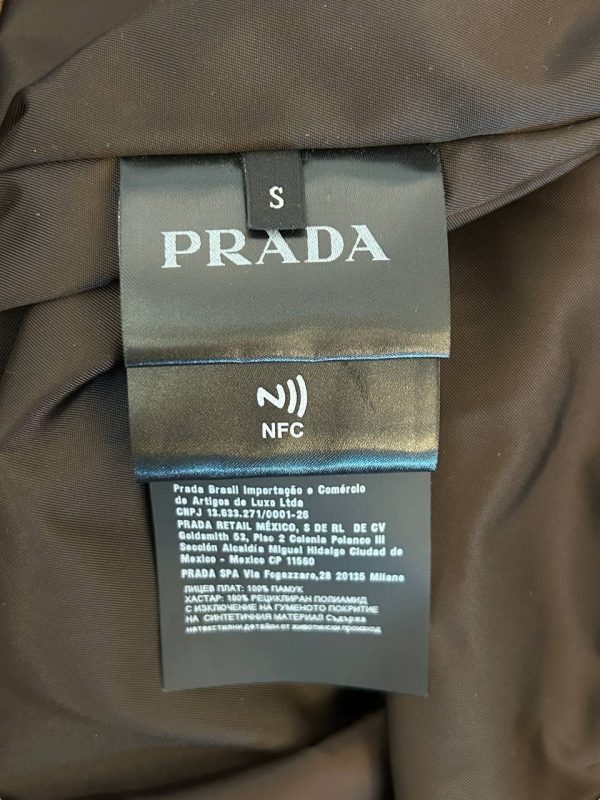 S
PRADA
NFC
Prada Brasil Importação e Comércio
de Artigos de Luxo Ltda
CNPJ 13.633.271/0001-26
PRADA RETAIL MÉXICO, S DE RL DE CV
Goldsmith 53, Piso 2 Colonia Polanco III
Sección Alcaldía Miguel Hidalgo Ciudad de
Mexico - Mexico CP 11560
PRADA SPA Via Fogazzaro,28 20135 Milano
ЛИЦЕВ ПЛАТ: 100% ПАМУК
ХАСТАР: 100% РЕЦИКЛИРАН ПОЛИАМИД
С ИЗКЛЮЧЕНИЕ НА ГУМЕНОТО ПОКРИТИЕ
НА СИНТЕТИЧНИЯ МАТЕРИАЛ Съдържа
нетекстилни детайли от животински произход